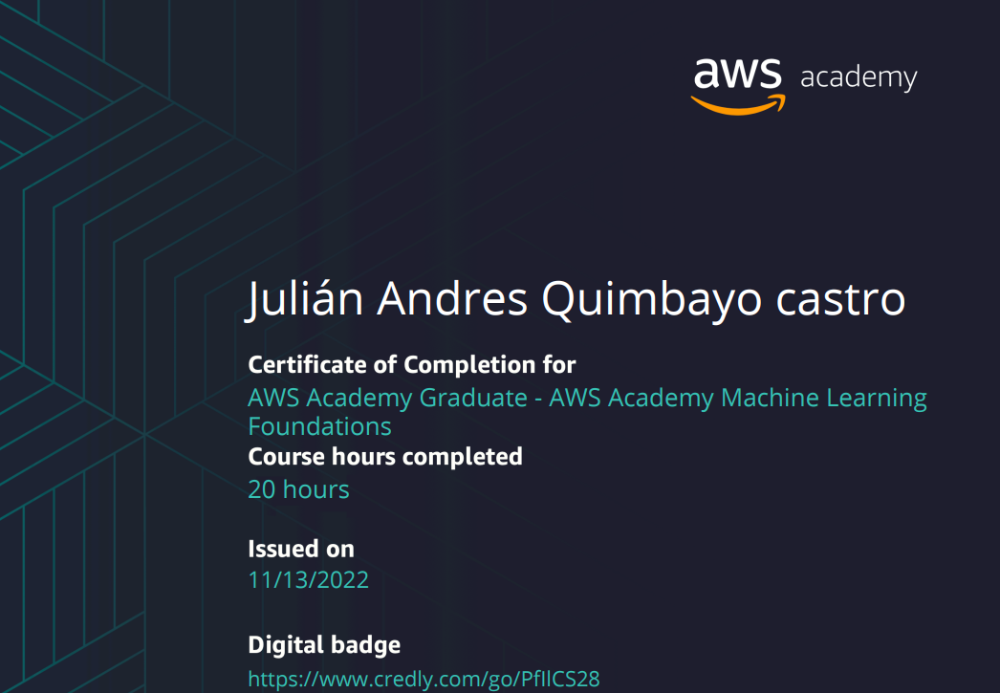 aws academy
Julián Andres Quimbayo castro
Certificate of Completion for
AWS Academy Graduate - AWS Academy Machine Learning
Foundations
Course hours completed
20 hours
Issued on
11/13/2022
Digital badge
https://www.credly.com/go/PfIlCS28